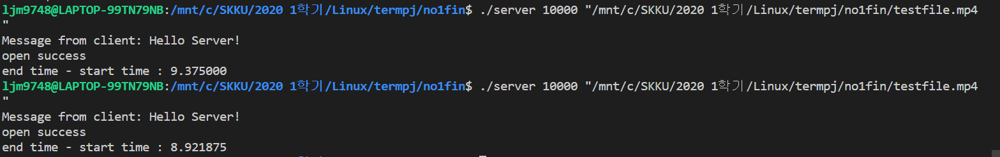 ljm9748@LAPTOP-99TN79NB:/mnt/c/SKKU/2020 1학기/Linux/termpj/no1fin$ ./server 10000 "/mnt/c/SKKU/2020 1학기/Linux/termpj/no1fin/testfile.mp4
"
Message from client: Hello Server!
open success
end time - start time : 9.375000
ljm9748@LAPTOP-99TN79NB:/mnt/c/SKKU/2020 1학기/Linux/termpj/no1fin$ ./server 10000 "/mnt/c/SKKU/2020 1학기/Linux/termpj/no1fin/testfile.mp4
"
Message from client: Hello Server!
open success
end time - start time : 8.921875